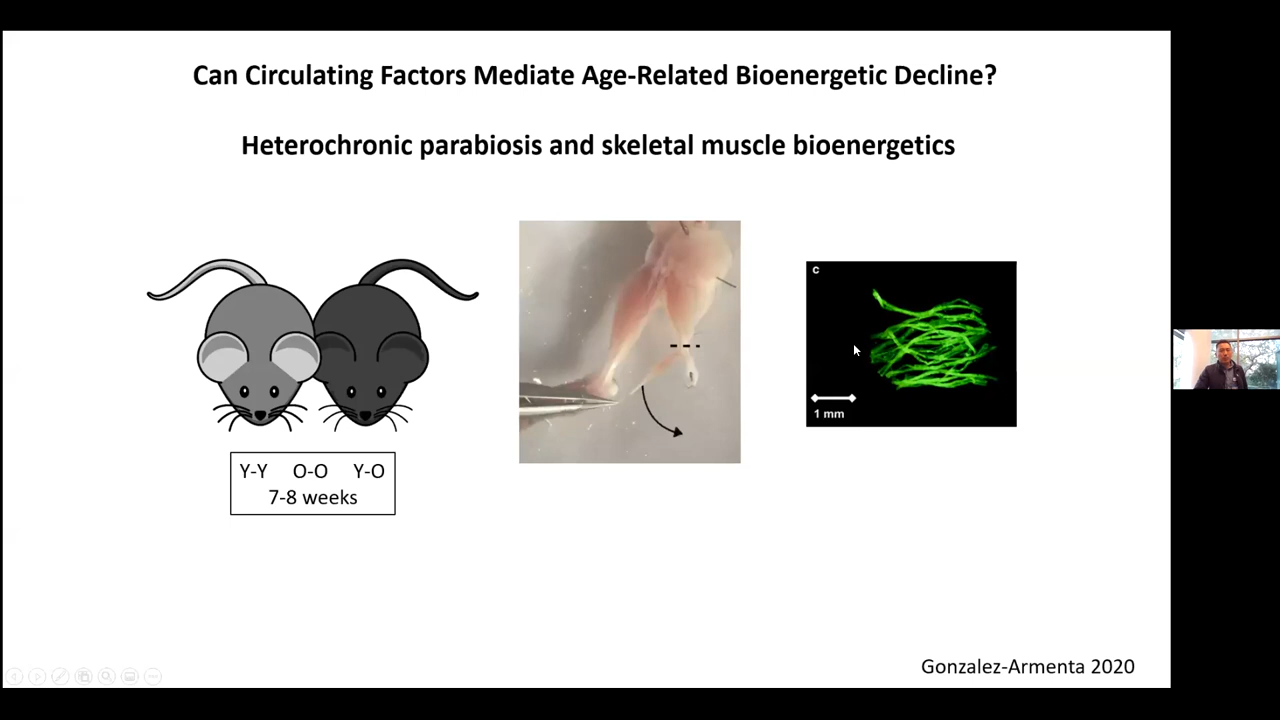 Can Circulating Factors Mediate Age-Related Bioenergetic Decline?
Heterochronic parabiosis and skeletal muscle bioenergetics
c
1 mm
Y-Y O-O Y-O
7-8 weeks
Gonzalez-Armenta 2020